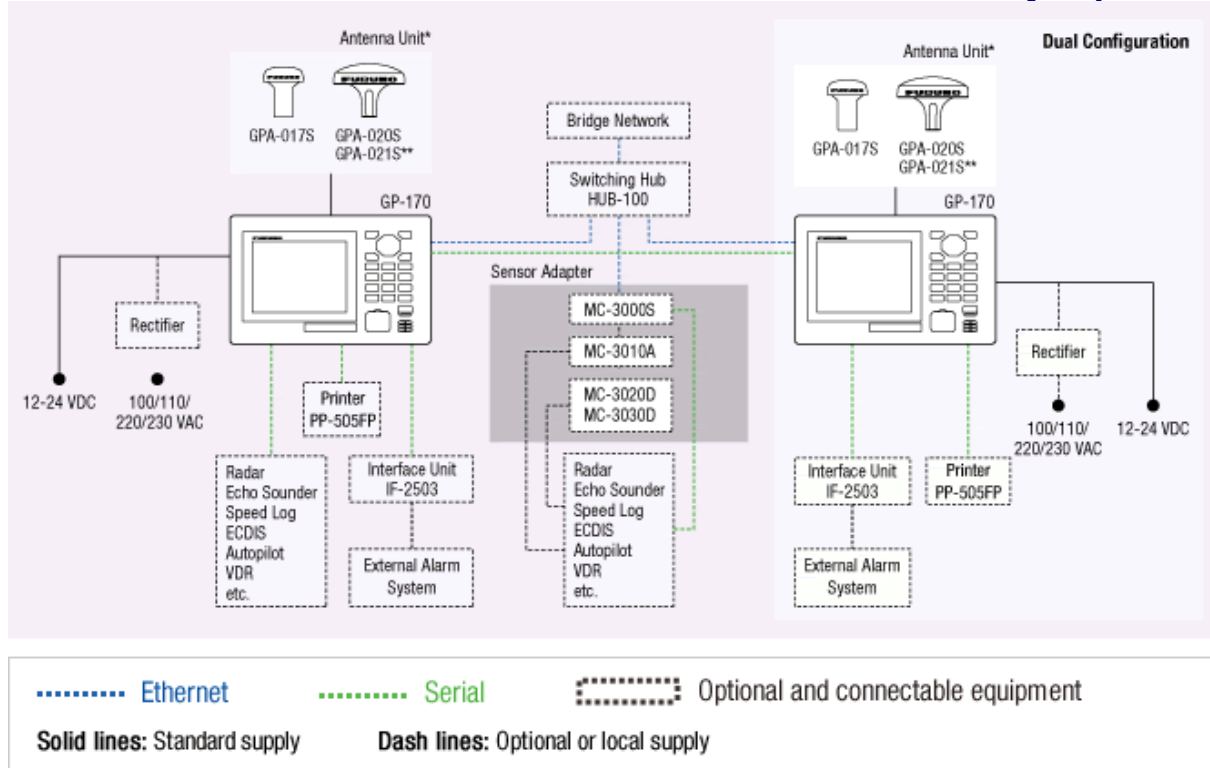 Antenna Unit*
FURUNO
FURUNO
GPA-017S
GPA-020S
GPA-021S**
GP-170
12-24 VDC
Rectifier
100/110/
220/230 VAC
Printer
PP-505FP
Radar
Echo Sounder
Speed Log
ECDIS
Autopilot
VDR
etc.
Interface Unit
IF-2503
External Alarm
System
Bridge Network
Switching Hub
HUB-100
Sensor Adapter
MC-3000S
MC-3010A
MC-3020D
MC-3030D
Radar
Echo Sounder
Speed Log
ECDIS
Autopilot
VDR
etc.
Dual Configuration
Antenna Unit*
FURUNO
FURUNO
GPA-017S
GPA-020S
GPA-021S**
GP-170
Rectifier
100/110/
220/230 VAC
12-24 VDC
Interface Unit
IF-2503
Printer
PP-505FP
External Alarm
System
Ethernet
Serial
Optional and connectable equipment
Solid lines: Standard supply
Dash lines: Optional or local supply